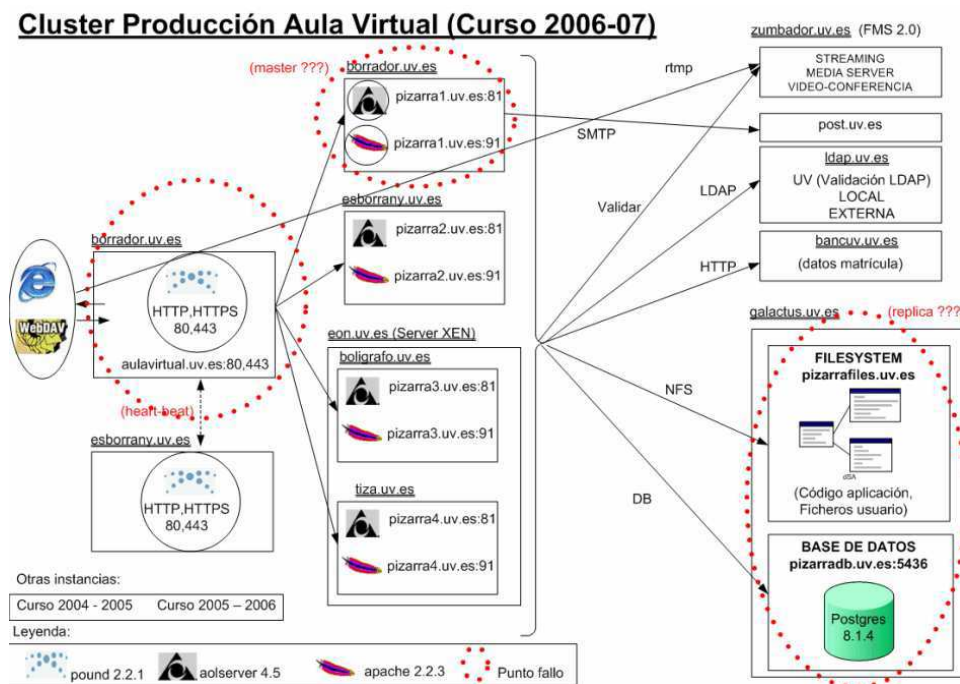 Cluster Producción Aula Virtual (Curso 2006-07)
zumbador.uv.es (FMS 2.0)
STREAMING
MEDIA SERVER
VIDEO-CONFERENCIA
(master ???)
borrador.uv.es
pizarra1.uv.es:81
pizarra1.uv.es:91
rtmp
SMTP
post.uv.es
ldap.uv.es
UV (Validación LDAP)
LOCAL
EXTERNA
LDAP
Validar
esborrany.uv.es
pizarra2.uv.es:81
pizarra2.uv.es:91
HTTP
bancuv.uv.es
(datos matrícula)
borrador.uv.es
HTTP,HTTPS
80,443
aulavirtual.uv.es:80,443
WebDAV
(heart-beat)
esborrany.uv.es
HTTP,HTTPS
80,443
eon.uv.es (Server XEN)
boligrafo.uv.es
pizarra3.uv.es:81
pizarra3.uv.es:91
tiza.uv.es
pizarra4.uv.es:81
pizarra4.uv.es:91
NFS
DB
galactus.uv.es
(replica ???)
FILESYSTEM
pizarrafiles.uv.es
(Código aplicación,
Ficheros usuario)
BASE DE DATOS
pizarradb.uv.es:5436
Postgres
8.1.4
Otras instancias:
Curso 2004 - 2005 Curso 2005 – 2006
Leyenda:
pound 2.2.1 aolserver 4.5 apache 2.2.3 Punto fallo